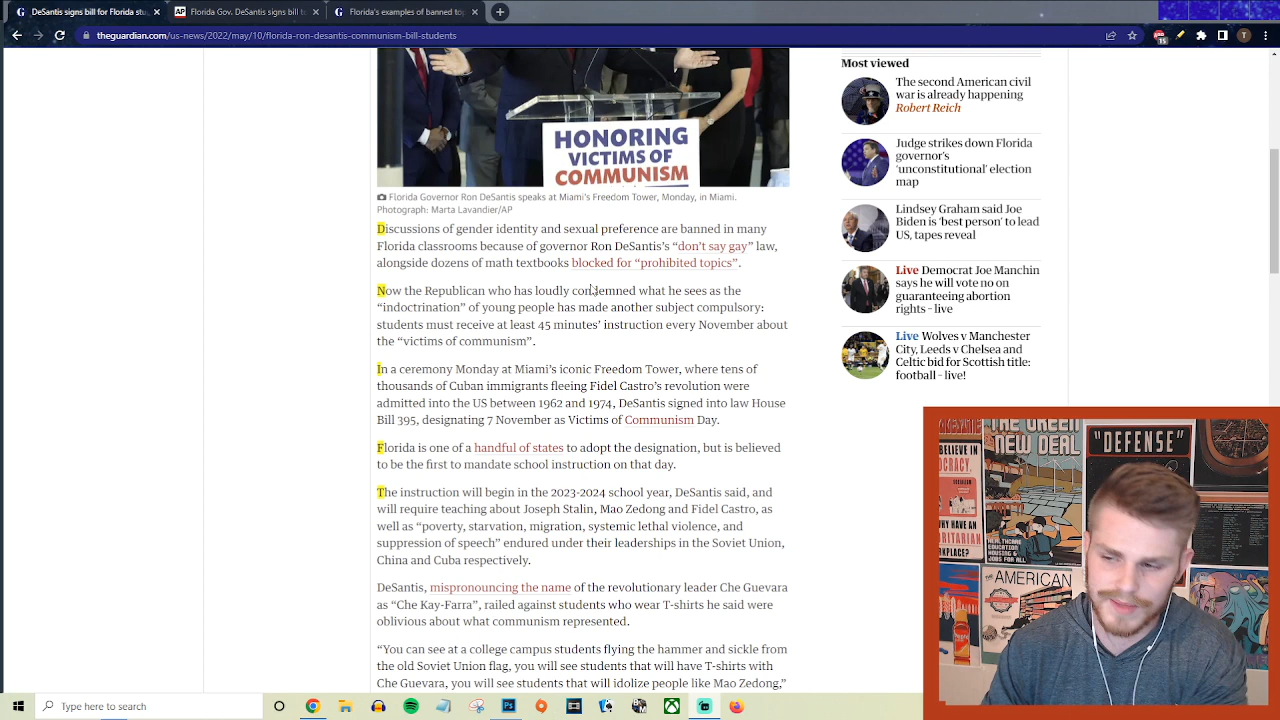 DeSantis signs bill for Florida stu
Florida Gov. DeSantis signs bill t
Florida's examples of banned to
theguardian.com/us-news/2022/may/10/florida-ron-desantis-communism-bill-students
15
T
HONORING
VICTIMS OF
COMMUNISM
Florida Governor Ron DeSantis speaks at Miami's Freedom Tower, Monday, in Miami.
Photograph: Marta Lavandier/AP
Discussions of gender identity and sexual preference are banned in many
Florida classrooms because of governor Ron DeSantis's “don't say gay” law,
alongside dozens of math textbooks blocked for “prohibited topics”.
Now the Republican who has loudly condemned what he sees as the
“indoctrination” of young people has made another subject compulsory:
students must receive at least 45 minutes' instruction every November about
the “victims of communism”.
In a ceremony Monday at Miami's iconic Freedom Tower, where tens of
thousands of Cuban immigrants fleeing Fidel Castro's revolution were
admitted into the US between 1962 and 1974, DeSantis signed into law House
Bill 395, designating 7 November as Victims of Communism Day.
Florida is one of a handful of states to adopt the designation, but is believed
to be the first to mandate school instruction on that day.
The instruction will begin in the 2023-2024 school year, DeSantis said, and
will require teaching about Joseph Stalin, Mao Zedong and Fidel Castro, as
well as “poverty, starvation, migration, systemic lethal violence, and
suppression of speech” endured under their leaderships in the Soviet Union,
China and Cuba respectively.
DeSantis, mispronouncing the name of the revolutionary leader Che Guevara
as “Che Kay-Farra”, railed against students who wear T-shirts he said were
oblivious about what communism represented.
“You can see at a college campus students flying the hammer and sickle from
the old Soviet Union flag, you will see students that will have T-shirts with
Che Guevara, you will see students that will idolize people like Mao Zedong,”
Most viewed
The second American civil
war is already happening
Robert Reich
Judge strikes down Florida
governor's
‘unconstitutional’ election
map
Lindsey Graham said Joe
Biden is ‘best person’ to lead
US, tapes reveal
Live Democrat Joe Manchin
says he will vote no on
guaranteeing abortion
rights – live
Live Wolves v Manchester
City, Leeds v Chelsea and
Celtic bid for Scottish title:
football – live!
THE GREEN
NEW DEAL
"DEFENSE"
BELIEVE IN
WHY HAVE AN
HEALTHCARE
EDUCATION
HOUSING &
JOBS FOR ALL
THE AMERICAN
Type here to search